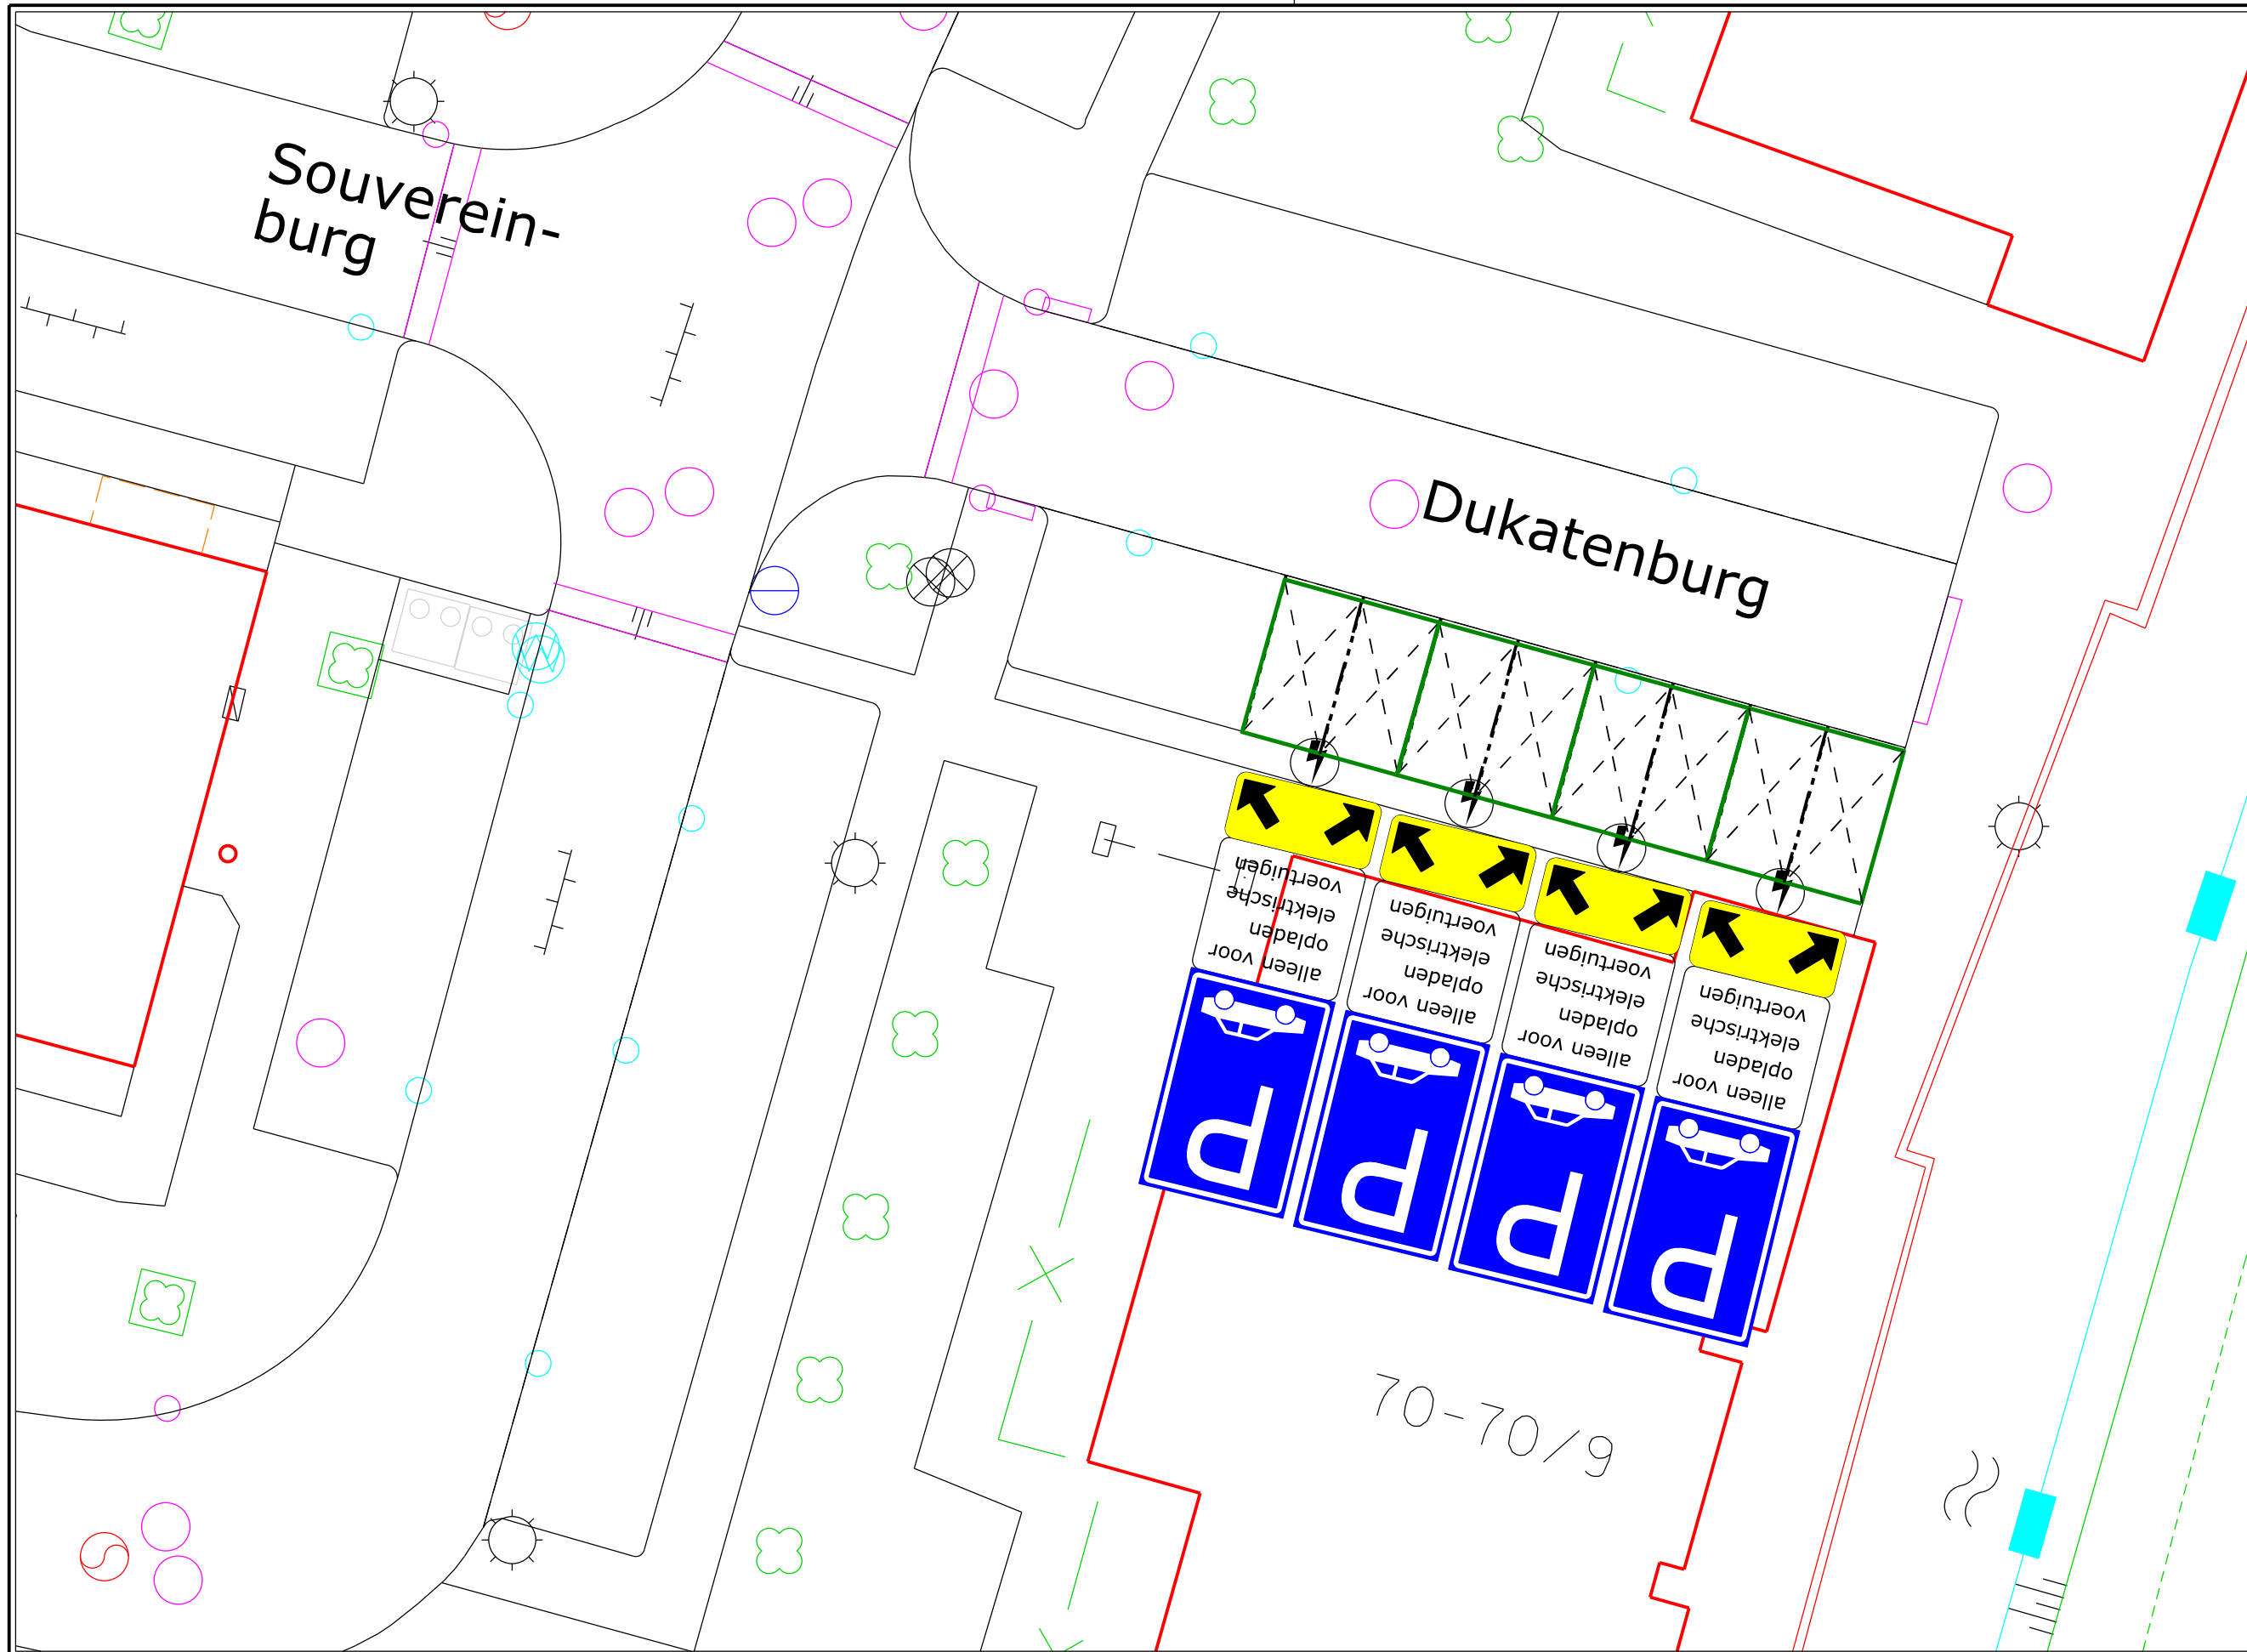 Souverein-
burg
Dukatenburg
P
alleen voor
opladen
elektrische
voertuigen
P
alleen voor
opladen
elektrische
voertuigen
P
alleen voor
opladen
elektrische
voertuigen
P
alleen voor
opladen
elektrische
voertuigen
W
70-70/9